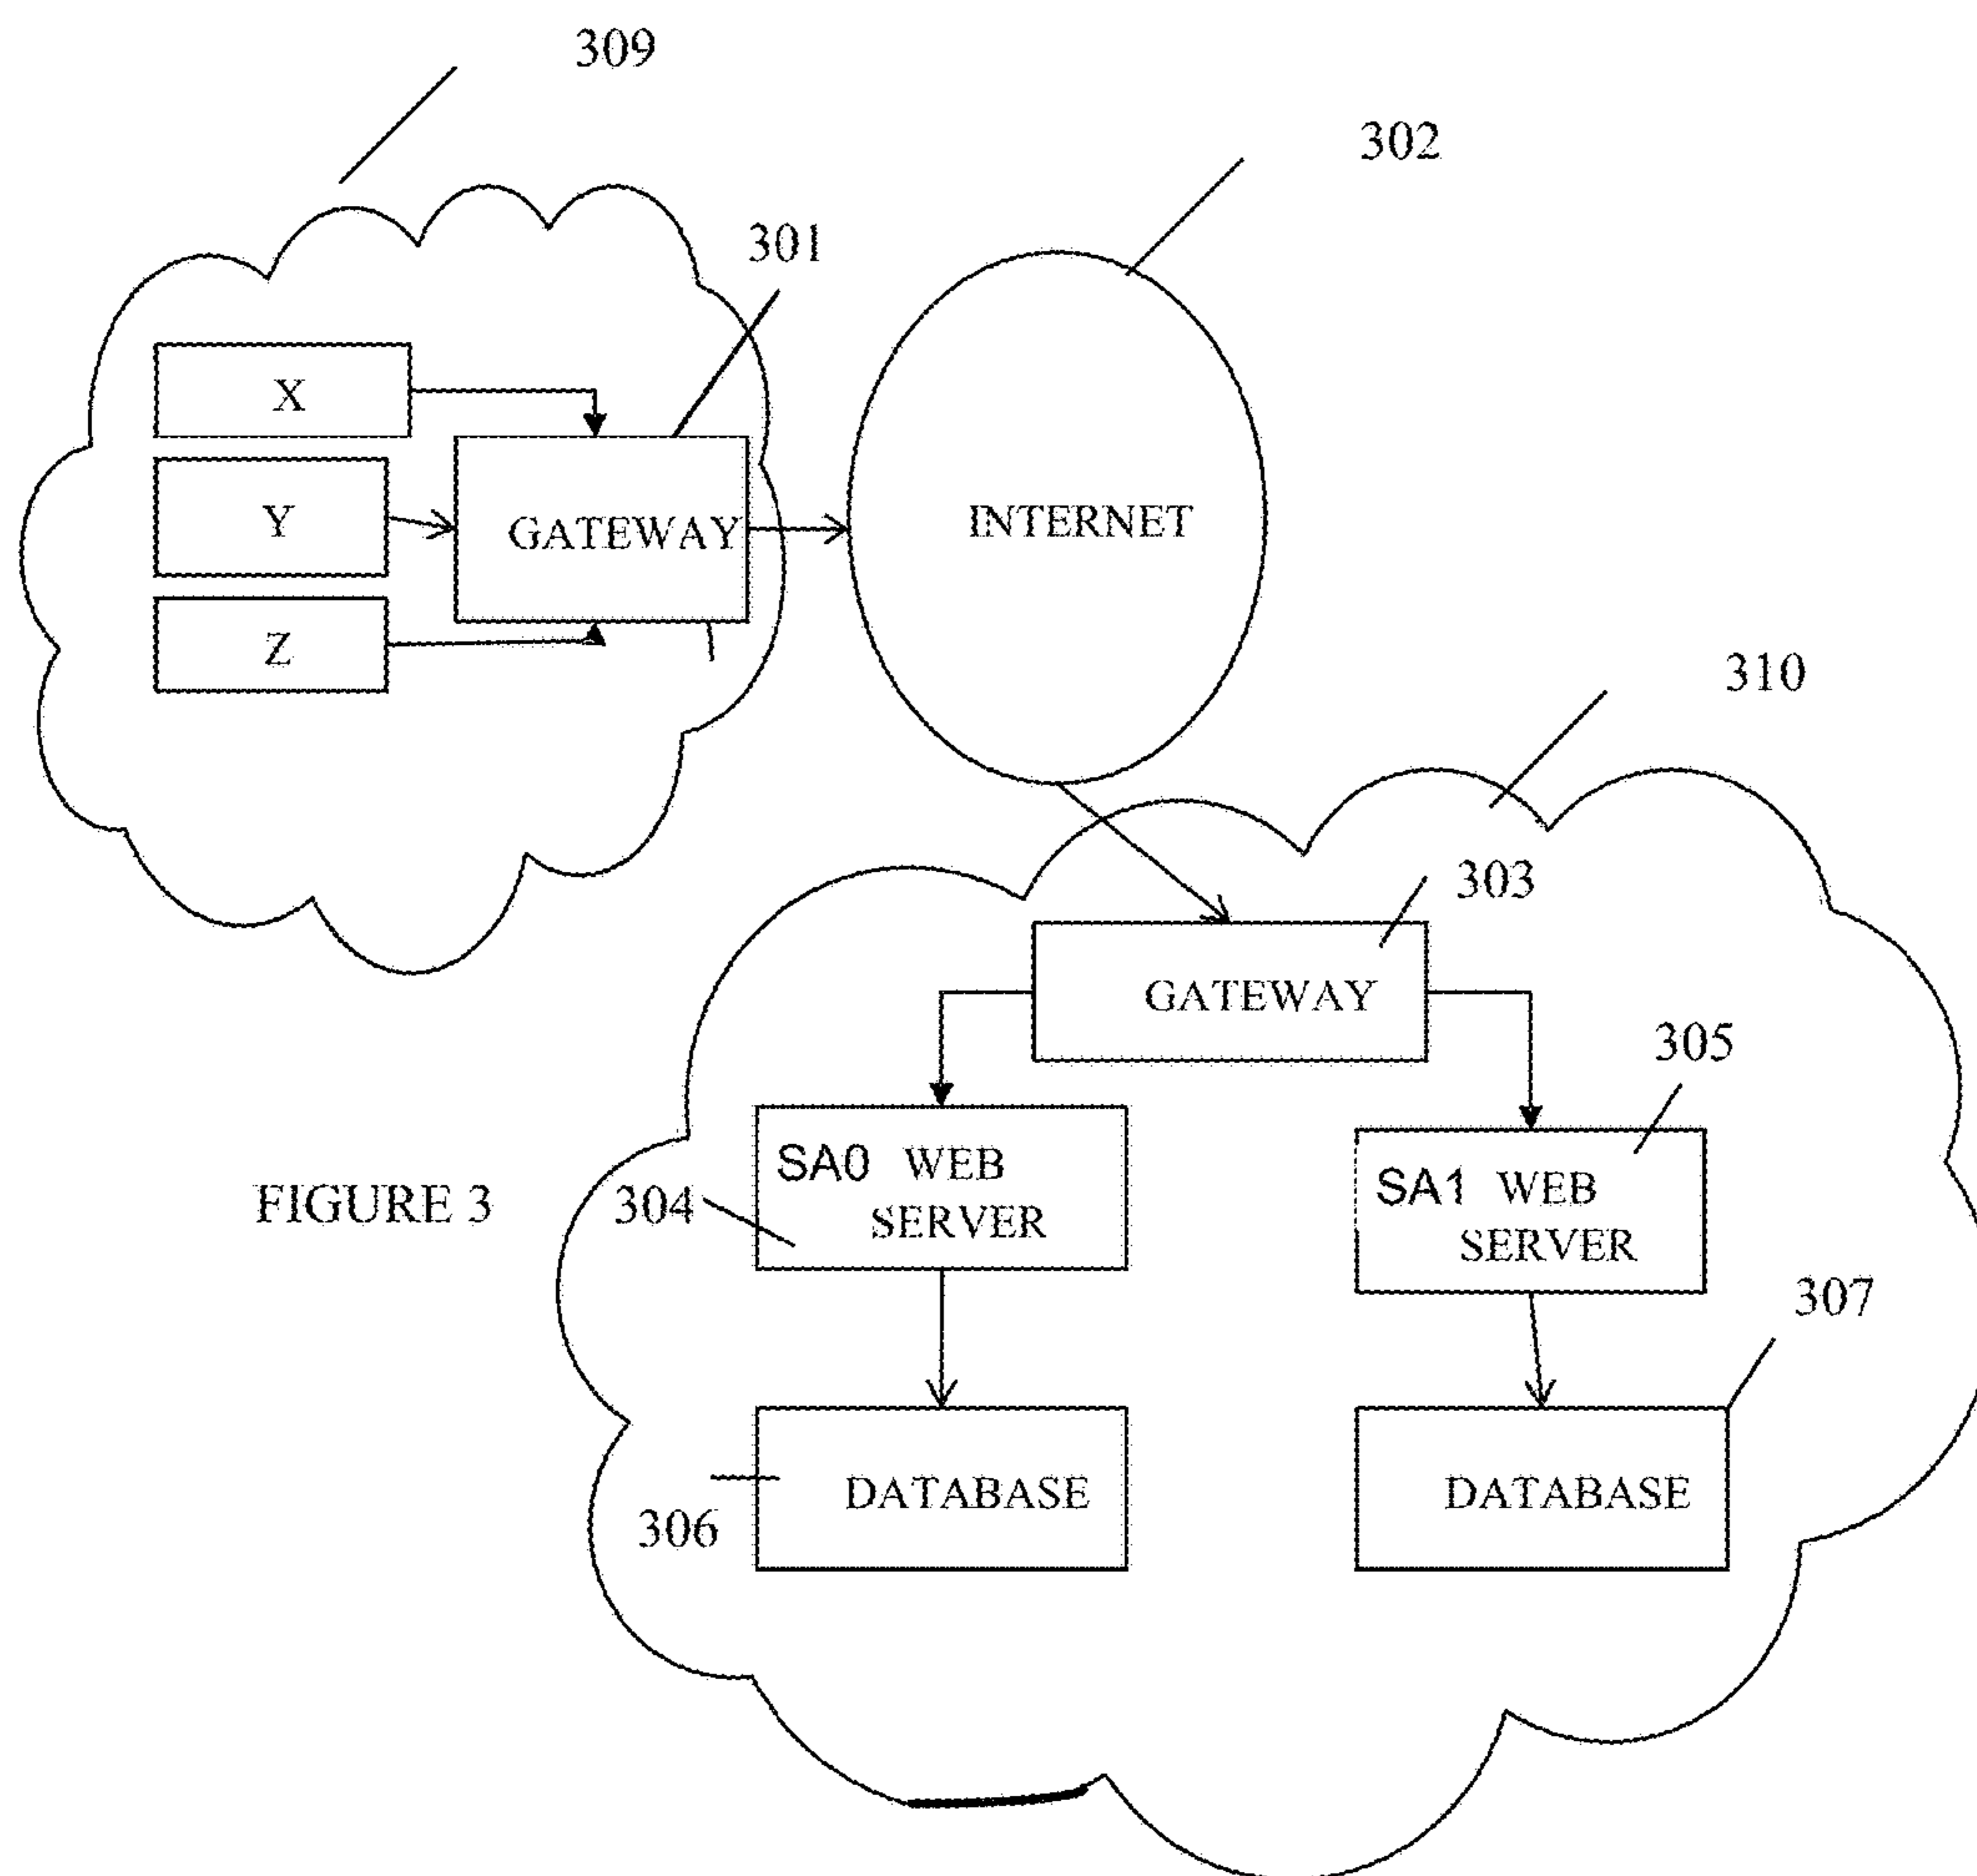 309
302
301
X
Y
GATEWAY
INTERNET
Z
310
303
GATEWAY
305
SA0 WEB
SERVER
SA1 WEB
SERVER
FIGURE 3
304
307
DATABASE
DATABASE
306